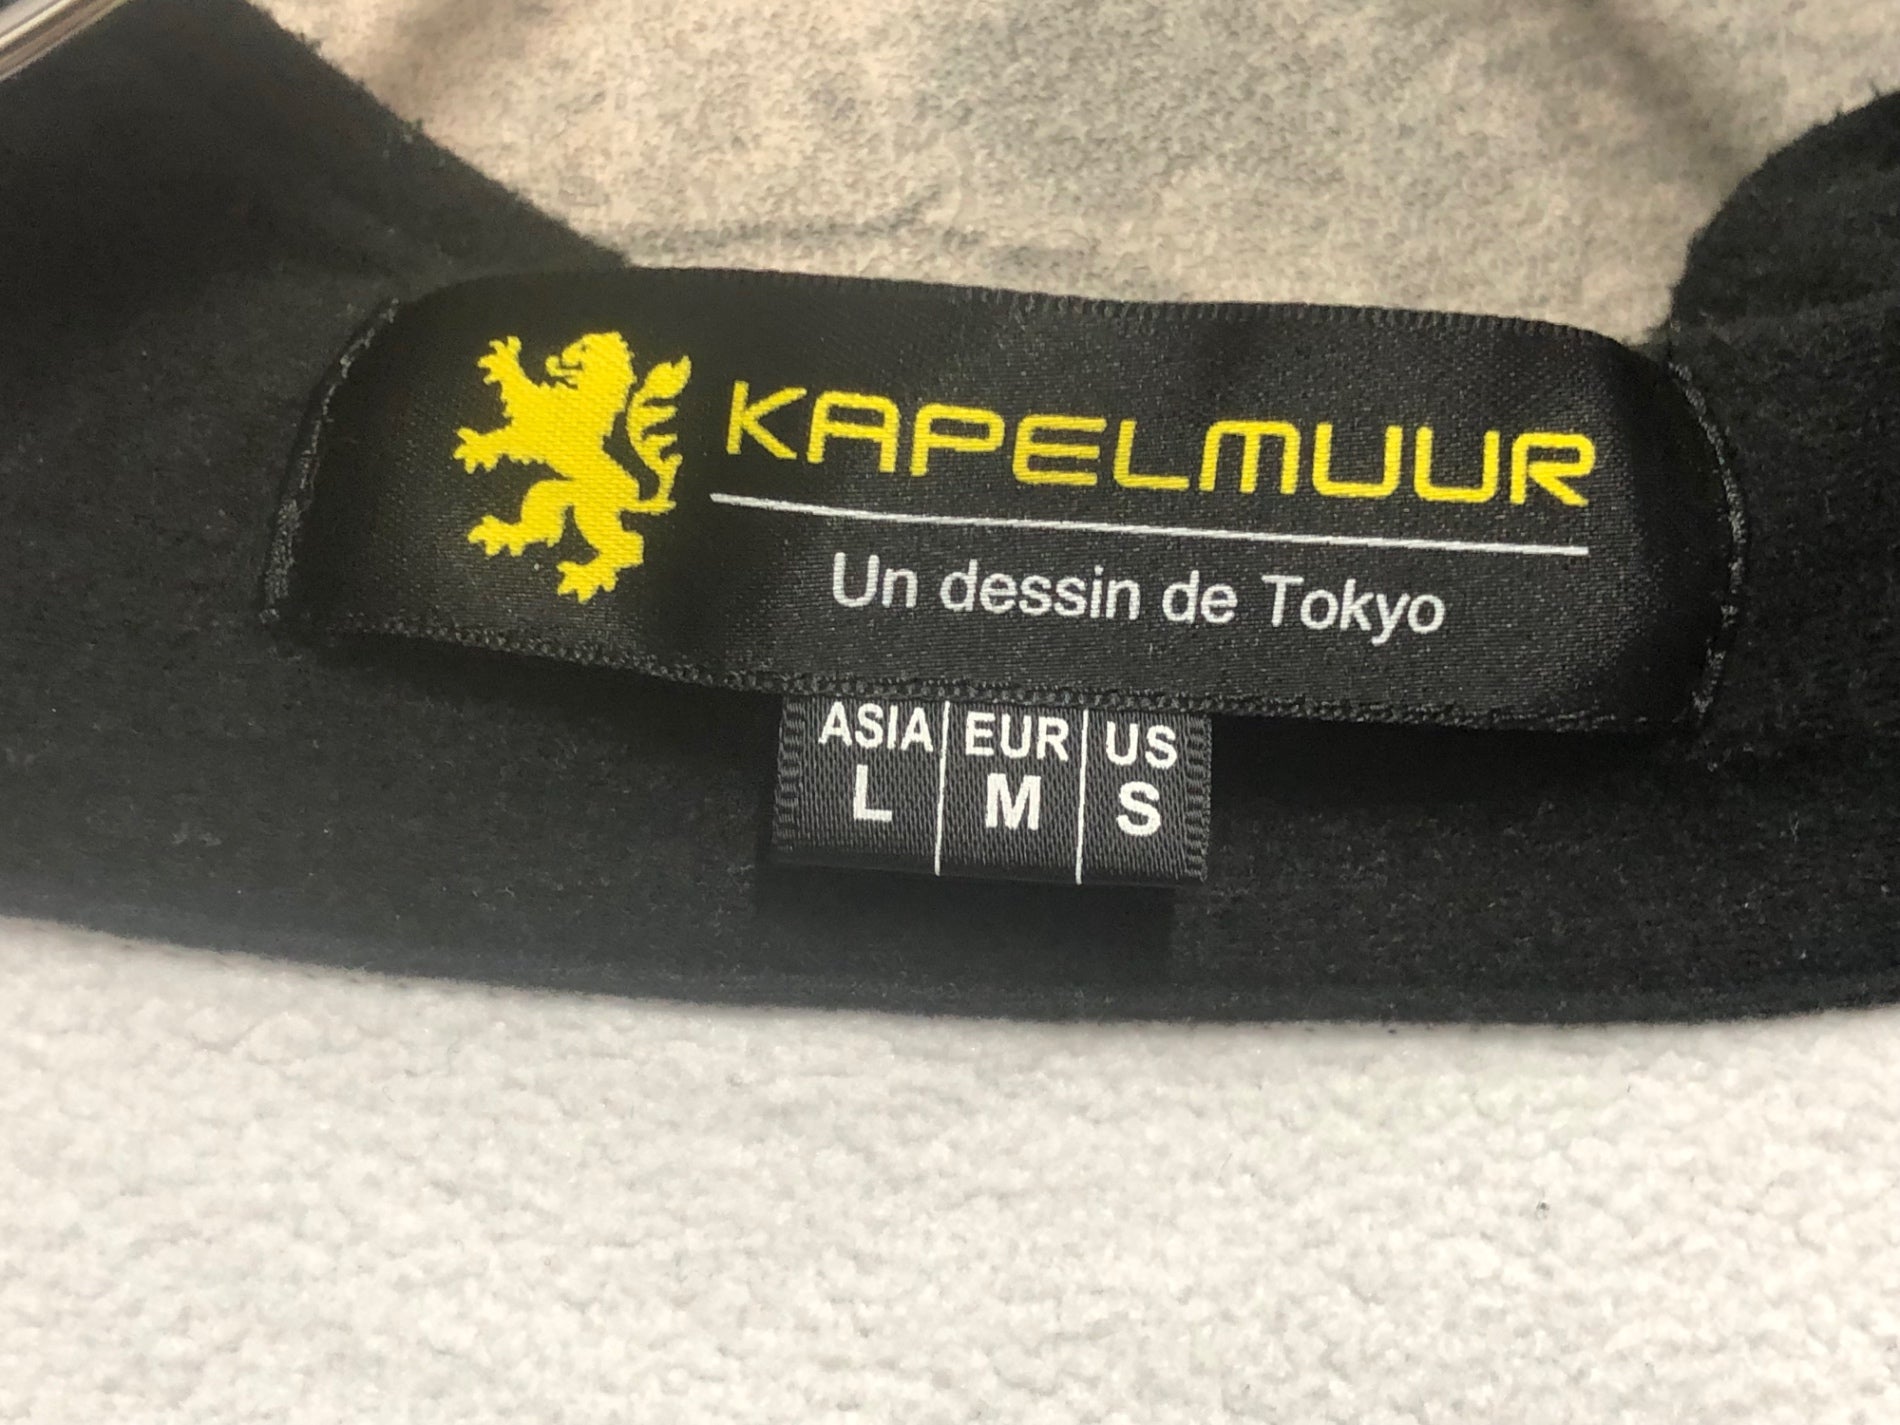 KAPELMUUR
Un dessin de Tokyo
ASIA EUR US
L M S